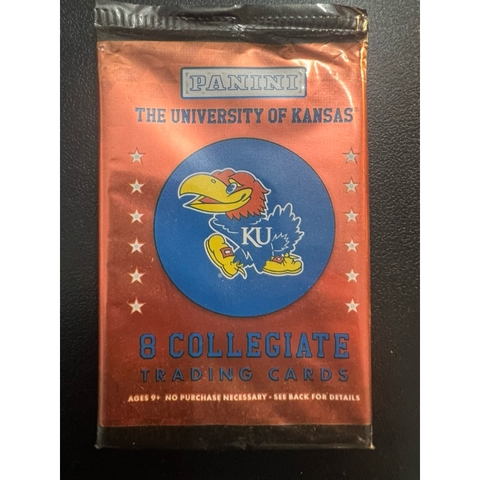 PANINI
THE UNIVERSITY OF KANSAS
KU
8 COLLEGIATE
TRADING CARDS
AGES 9+ NO PURCHASE NECESSARY - SEE BACK FOR DETAILS